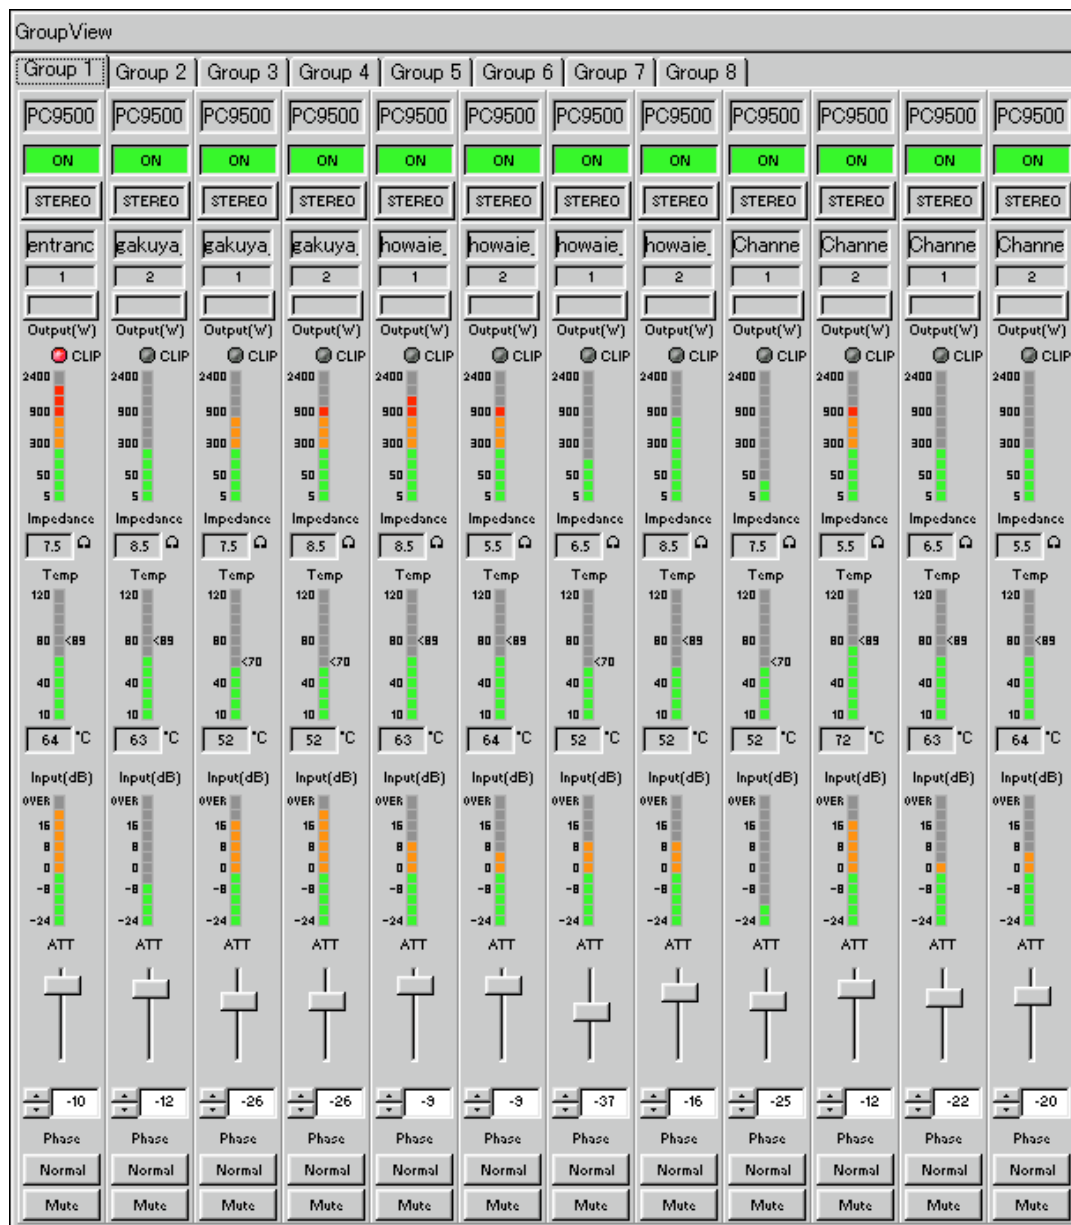 GroupView
Group 1 Group 2 Group 3 Group 4 Group 5 Group 6 Group 7 Group 8
PC9500 PC9500 PC9500 PC9500 PC9500 PC9500 PC9500 PC9500 PC9500 PC9500 PC9500 PC9500
ON ON ON ON ON ON ON ON ON ON ON ON
STEREO STEREO STEREO STEREO STEREO STEREO STEREO STEREO STEREO STEREO STEREO STEREO
entranc gakuya_ gakuya_ gakuya_ howaie_ howaie_ howaie_ howaie_ Channe Channe Channe Channe
1 2 1 2 1 2 1 2 1 2 1 2
Output(W) Output(W) Output(W) Output(W) Output(W) Output(W) Output(W) Output(W) Output(W) Output(W) Output(W) Output(W)
CLIP CLIP CLIP CLIP CLIP CLIP CLIP CLIP CLIP CLIP CLIP CLIP
2400 2400 2400 2400 2400 2400 2400 2400 2400 2400 2400 2400
900 900 900 900 900 900 900 900 900 900 900 900
300 300 300 300 300 300 300 300 300 300 300 300
50 50 50 50 50 50 50 50 50 50 50 50
5 5 5 5 5 5 5 5 5 5 5 5
Impedance Impedance Impedance Impedance Impedance Impedance Impedance Impedance Impedance Impedance Impedance Impedance
7.5 Ω 8.5 Ω 7.5 Ω 8.5 Ω 8.5 Ω 5.5 Ω 6.5 Ω 8.5 Ω 7.5 Ω 5.5 Ω 6.5 Ω 5.5 Ω
Temp Temp Temp Temp Temp Temp Temp Temp Temp Temp Temp Temp
120 120 120 120 120 120 120 120 120 120 120 120
80 <89 80 <89 80 80 80 <89 80 <89 80 80 <89 80 80 <89 80 <89 80 <89
<70 <70 <70 <70
40 40 40 40 40 40 40 40 40 40 40 40
10 10 10 10 10 10 10 10 10 10 10 10
64 °C 63 °C 52 °C 52 °C 63 °C 64 °C 52 °C 52 °C 52 °C 72 °C 63 °C 64 °C
Input(dB) Input(dB) Input(dB) Input(dB) Input(dB) Input(dB) Input(dB) Input(dB) Input(dB) Input(dB) Input(dB) Input(dB)
OVER OVER OVER OVER OVER OVER OVER OVER OVER OVER OVER OVER
16 16 16 16 16 16 16 16 16 16 16 16
8 8 8 8 8 8 8 8 8 8 8 8
0 0 0 0 0 0 0 0 0 0 0 0
-8 -8 -8 -8 -8 -8 -8 -8 -8 -8 -8 -8
-24 -24 -24 -24 -24 -24 -24 -24 -24 -24 -24 -24
ATT ATT ATT ATT ATT ATT ATT ATT ATT ATT ATT ATT
-10 -12 -26 -26 -9 -9 -37 -16 -25 -12 -22 -20
Phase Phase Phase Phase Phase Phase Phase Phase Phase Phase Phase Phase
Normal Normal Normal Normal Normal Normal Normal Normal Normal Normal Normal Normal
Mute Mute Mute Mute Mute Mute Mute Mute Mute Mute Mute Mute